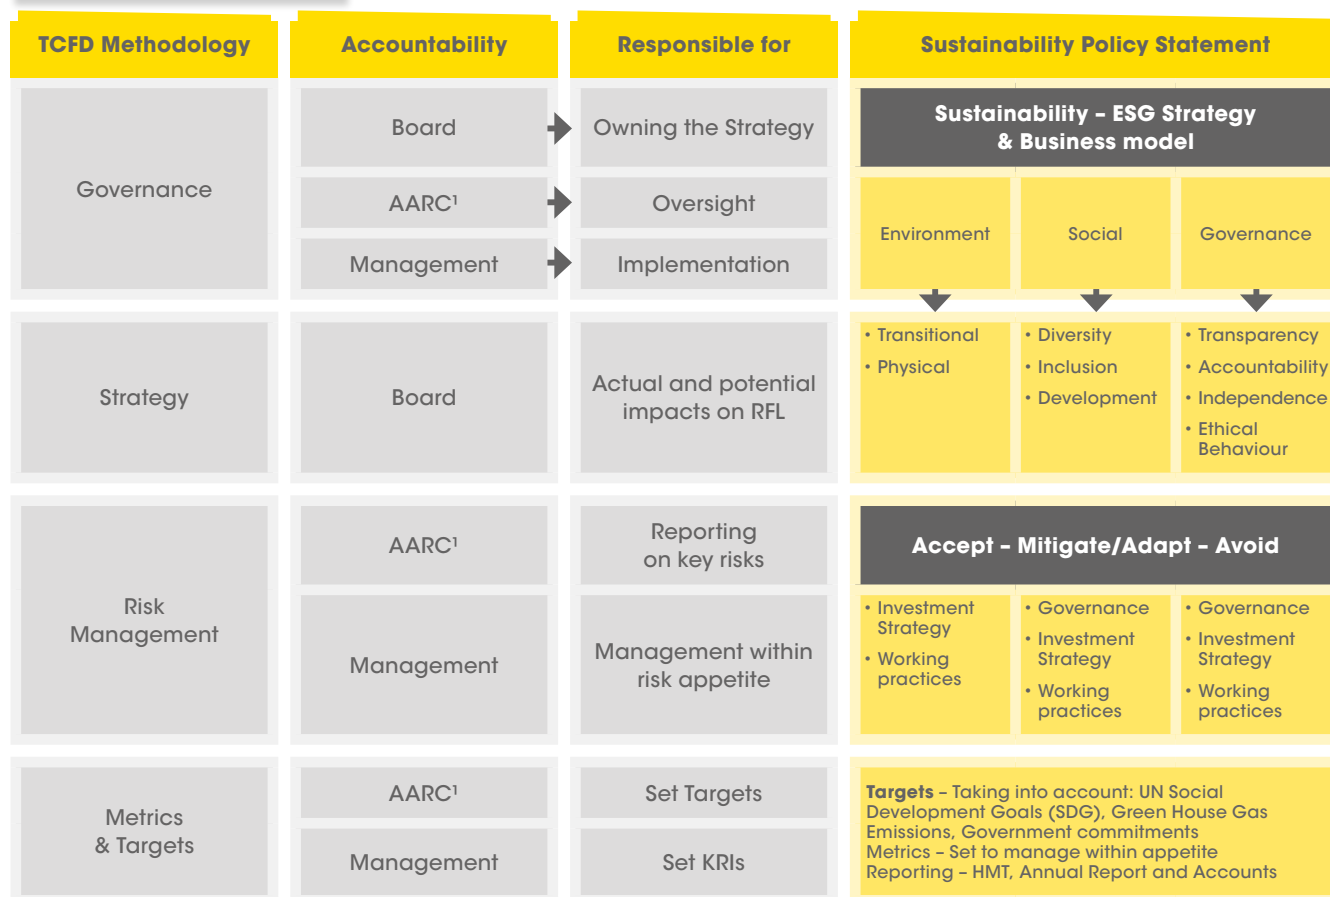 TCFD Methodology
Accountability
Responsible for
Sustainability Policy Statement
Governance
Board
Owning the Strategy
AARC¹
Oversight
Management
Implementation
Sustainability – ESG Strategy
& Business model
Environment
Social
Governance
Strategy
Board
Actual and potential
impacts on RFL
• Transitional
• Physical
• Diversity
• Inclusion
• Development
• Transparency
• Accountability
• Independence
• Ethical
Behaviour
Risk
Management
AARC¹
Reporting
on key risks
Management
Management within
risk appetite
Accept – Mitigate/Adapt – Avoid
• Investment
Strategy
• Working
practices
• Governance
• Investment
Strategy
• Working
practices
• Governance
• Investment
Strategy
• Working
practices
Metrics
& Targets
AARC¹
Set Targets
Management
Set KRIs
Targets – Taking into account: UN Social
Development Goals (SDG), Green House Gas
Emissions, Government commitments
Metrics – Set to manage within appetite
Reporting – HMT, Annual Report and Accounts